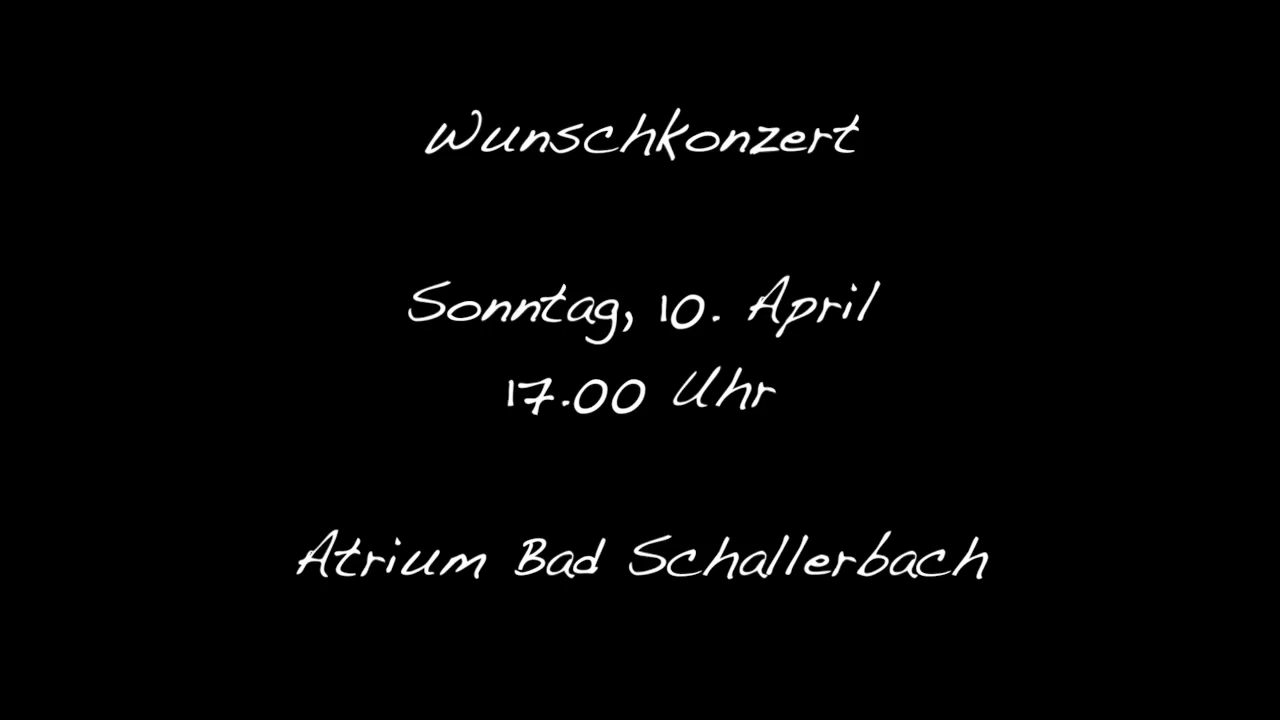 Wunschkonzert
Sonntag, 10. April
17.00 Uhr
Atrium Bad Schallerbach